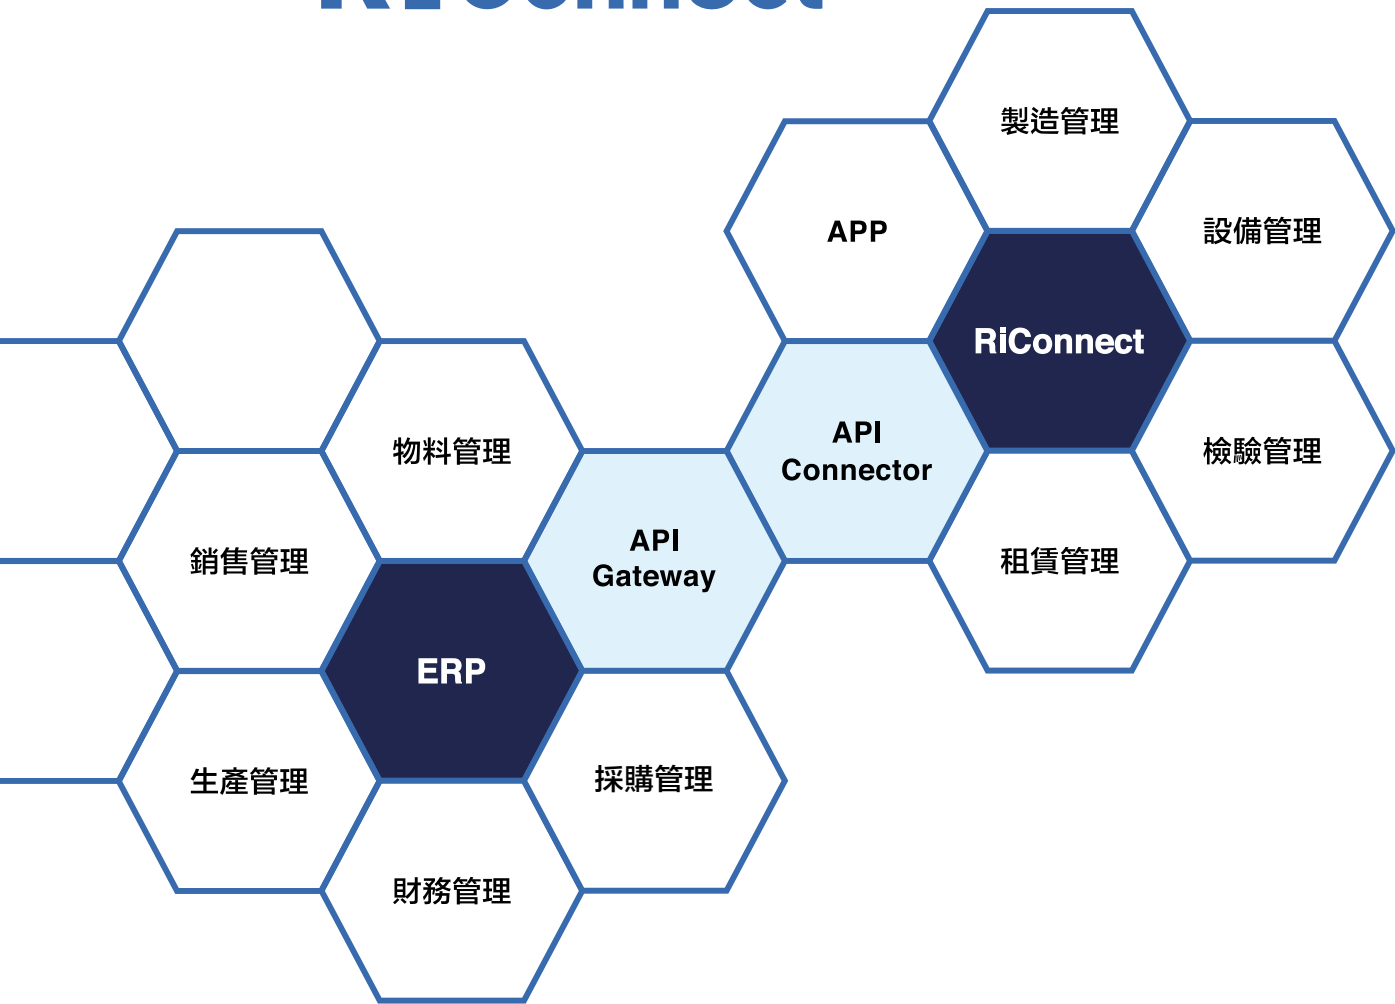 RiConnect
製造管理
APP
設備管理
RiConnect
API
Connector
物料管理
檢驗管理
API
Gateway
銷售管理
租賃管理
ERP
生產管理
採購管理
財務管理